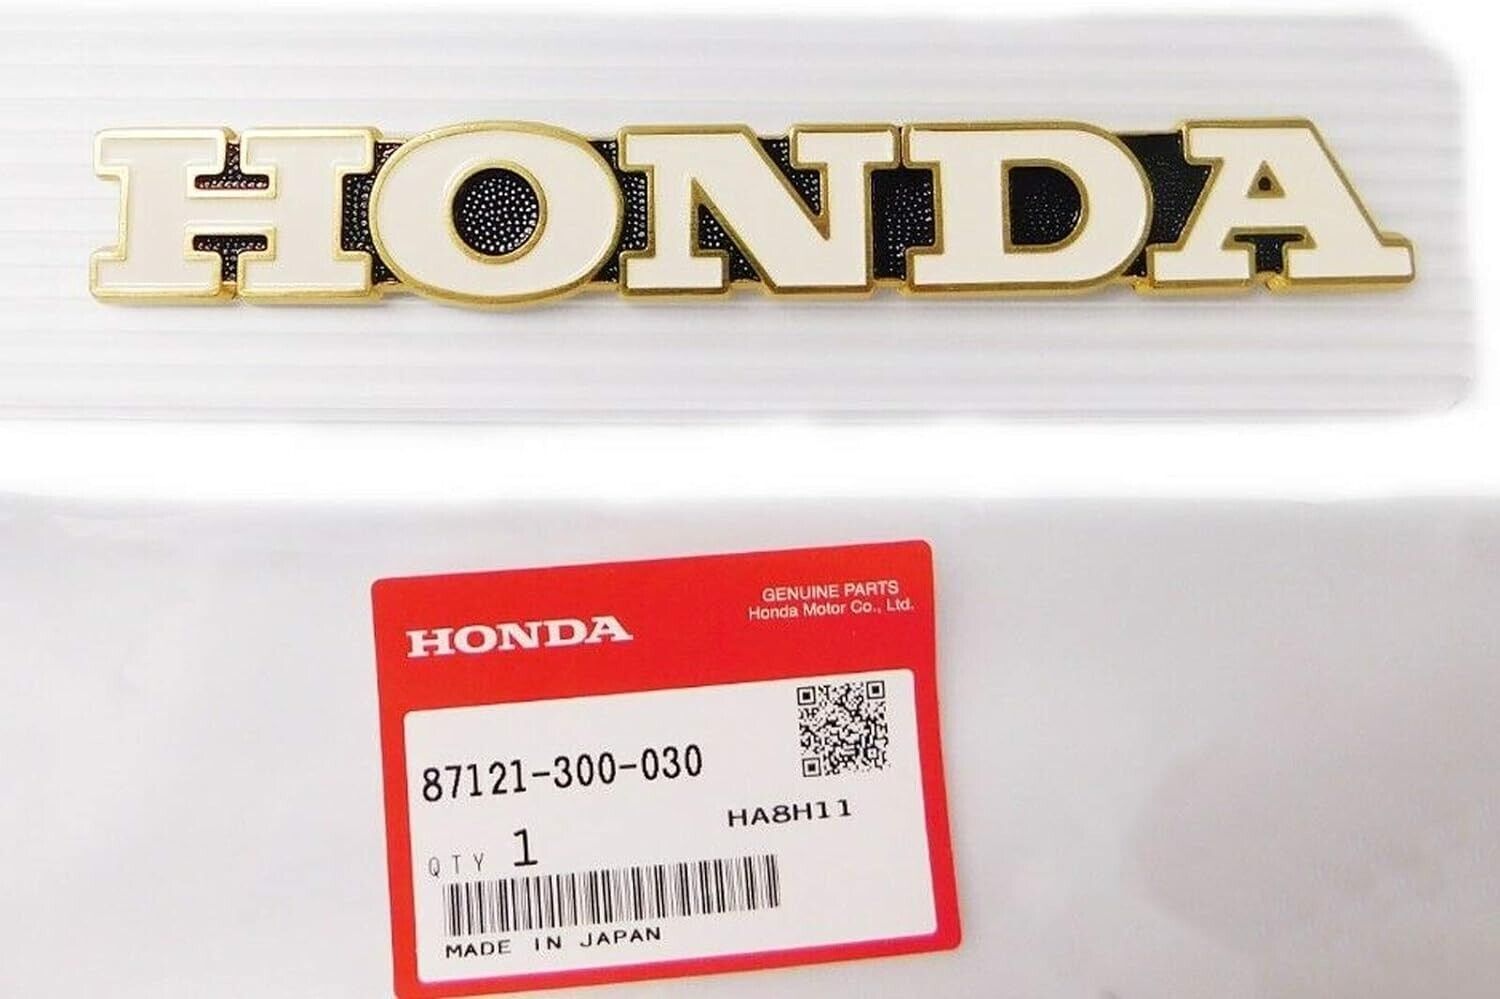 HONDA
GENUINE PARTS
Honda Motor Co., Ltd.
HONDA
87121-300-030
HA8H11
QTY 1
MADE IN JAPAN